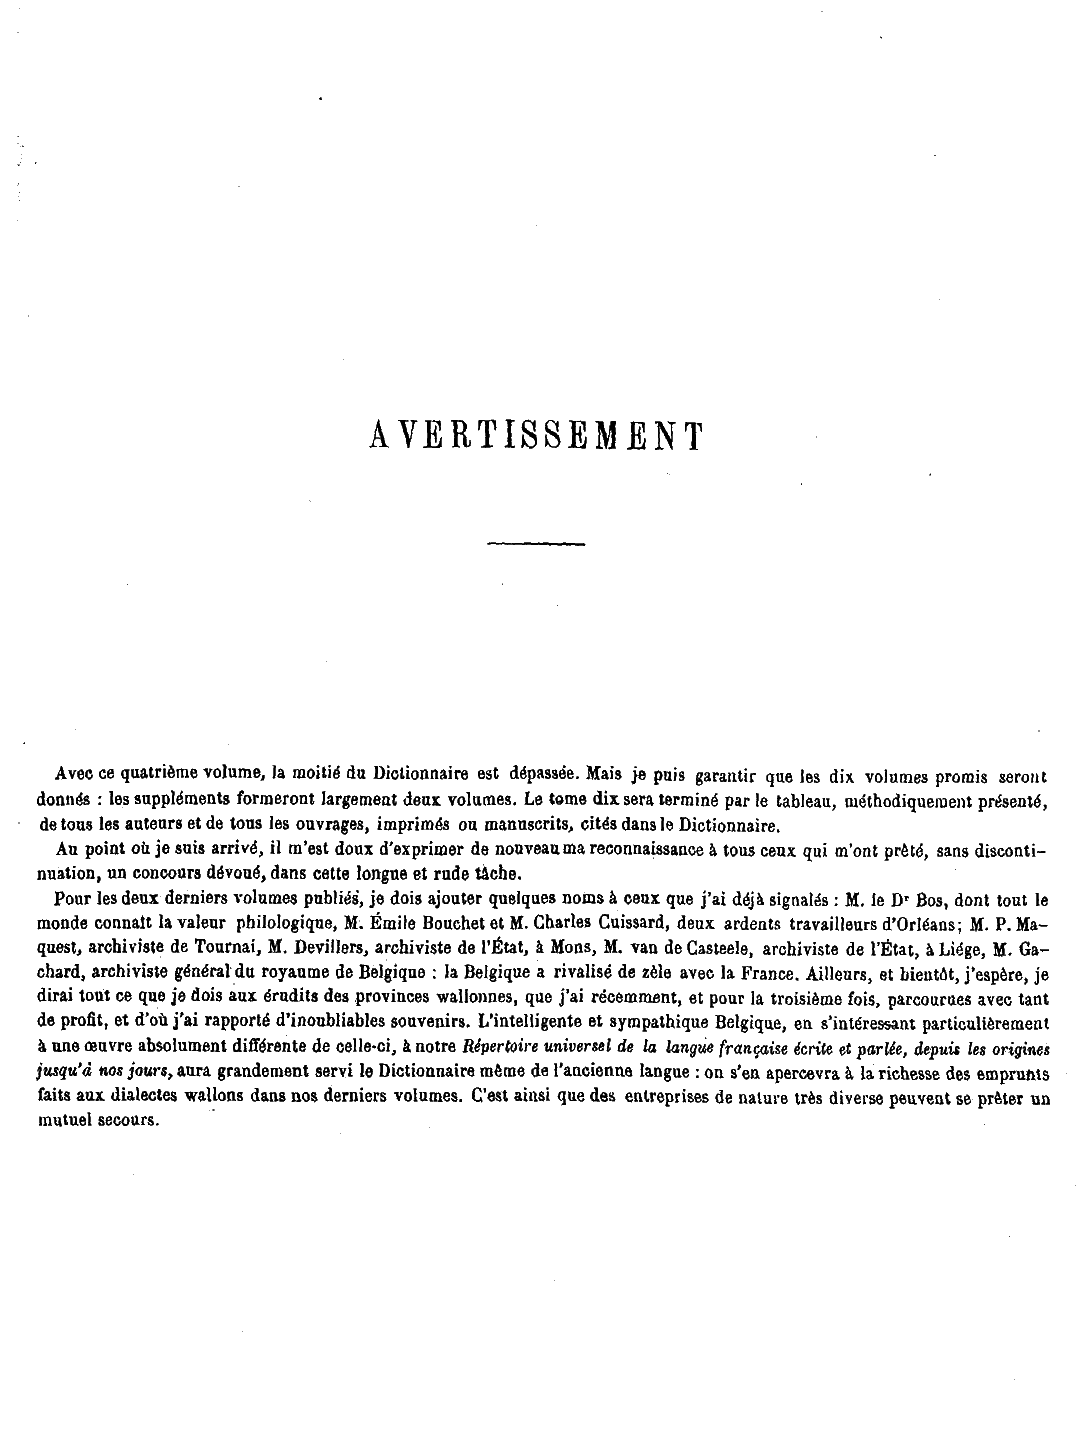 AVERTISSEMENT
Avec ce quatrième volume, la moitié du Dictionnaire est dépassée. Mais je puis garantir que les dix volumes promis seront
donnés : les suppléments formeront largement deux volumes. Le tome dix sera terminé par le tableau, méthodiquement présenté,
de tous les auteurs et de tous les ouvrages, imprimés ou manuscrits, cités dans le Dictionnaire.
Au point où je suis arrivé, il m'est doux d'exprimer de nouveau ma reconnaissance à tous ceux qui m'ont prêté, sans disconti-
nuation, un concours dévoué, dans cette longue et rude tâche.
Pour les deux derniers volumes publiés, je dois ajouter quelques noms à ceux que j'ai déjà signalés : M. le Dr Bos, dont tout le
monde connaît la valeur philologique, M. Émile Bouchet et M. Charles Cuissard, deux ardents travailleurs d'Orléans; M. P. Ma-
quest, archiviste de Tournai, M. Devillers, archiviste de l'État, à Mons, M. van de Casteele, archiviste de l'État, à Liége, M. Ga-
chard, archiviste général du royaume de Belgique : la Belgique a rivalisé de zèle avec la France. Ailleurs, et bientôt, j'espère, je
dirai tout ce que je dois aux érudits des provinces wallonnes, que j'ai récemment, et pour la troisième fois, parcourues avec tant
de profit, et d'où j'ai rapporté d'inoubliables souvenirs. L'intelligente et sympathique Belgique, en s'intéressant particulièrement
à une œuvre absolument différente de celle-ci, à notre Répertoire universel de la langue française écrite et parlée, depuis les origines
jusqu'à nos jours, aura grandement servi le Dictionnaire même de l'ancienne langue : on s'en apercevra à la richesse des emprunts
faits aux dialectes wallons dans nos derniers volumes. C'est ainsi que des entreprises de nature très diverse peuvent se prêter un
mutuel secours.